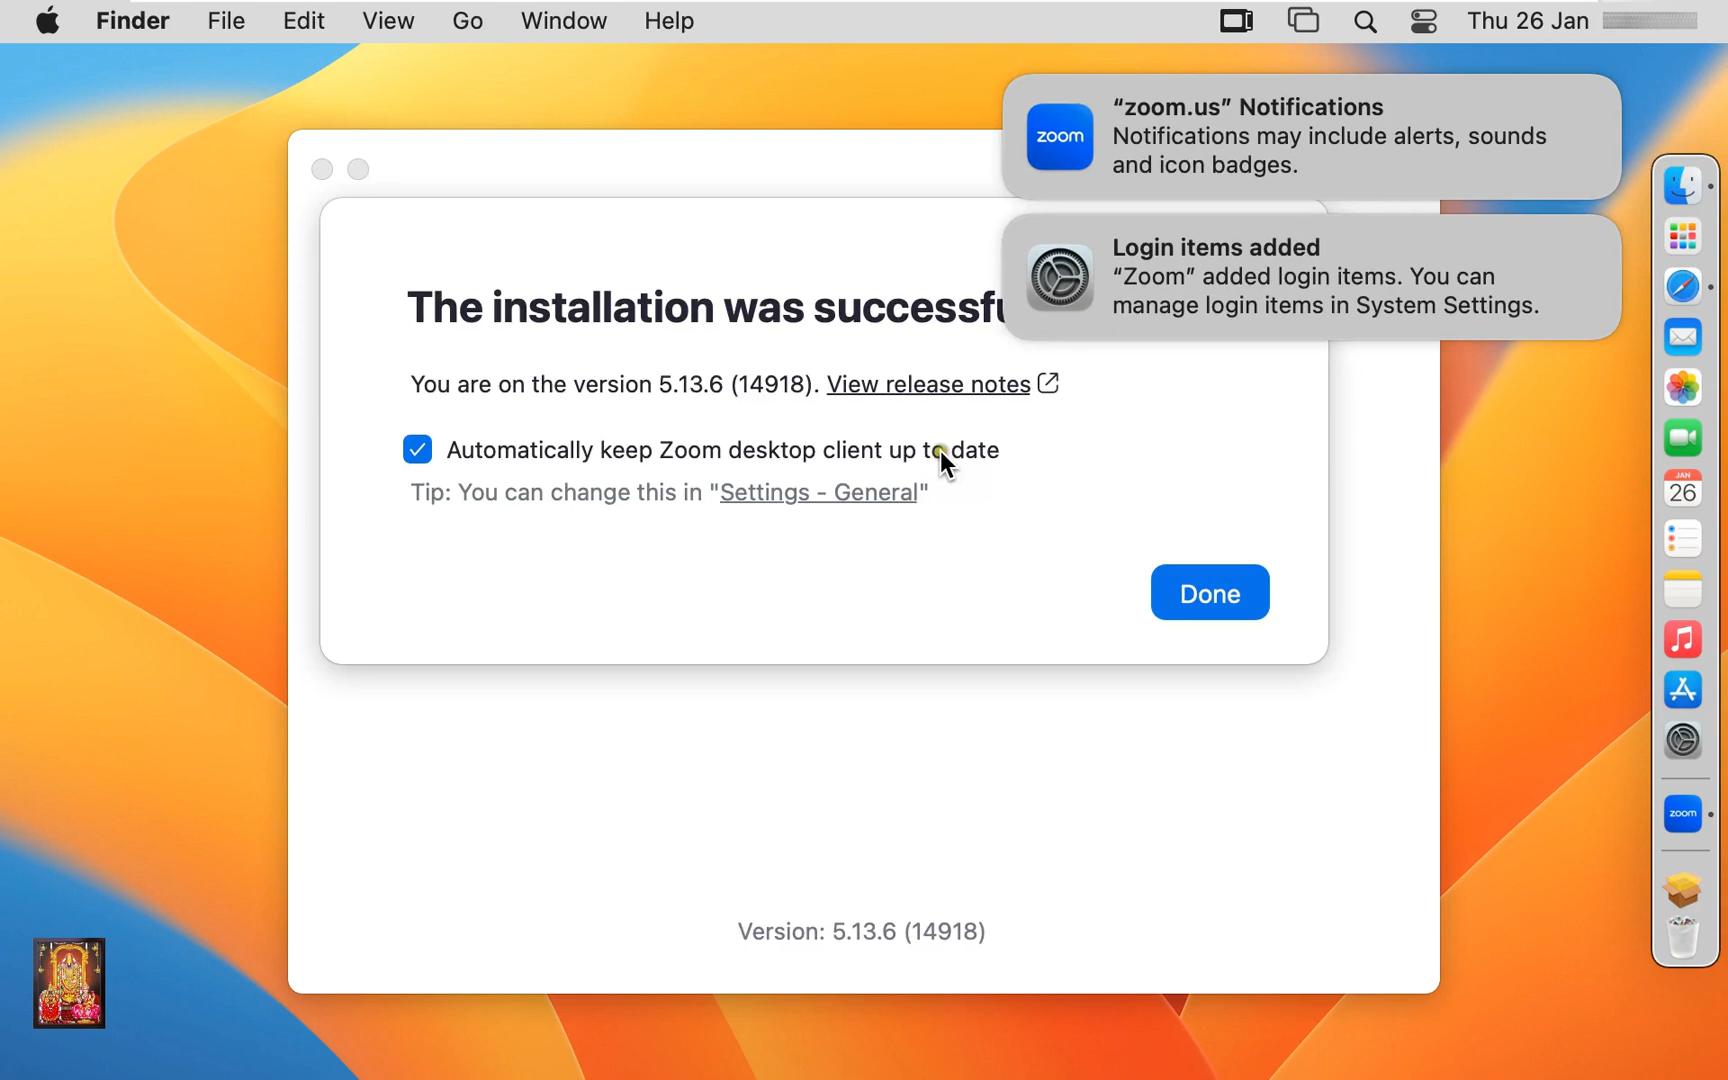 Finder File Edit View Go Window Help Thu 26 Jan
zoom
“zoom.us” Notifications
Notifications may include alerts, sounds
and icon badges.
Login items added
“Zoom” added login items. You can
manage login items in System Settings.
The installation was successfu
You are on the version 5.13.6 (14918). View release notes
Automatically keep Zoom desktop client up to date
Tip: You can change this in "Settings - General"
Done
Version: 5.13.6 (14918)
JAN
26
zoom